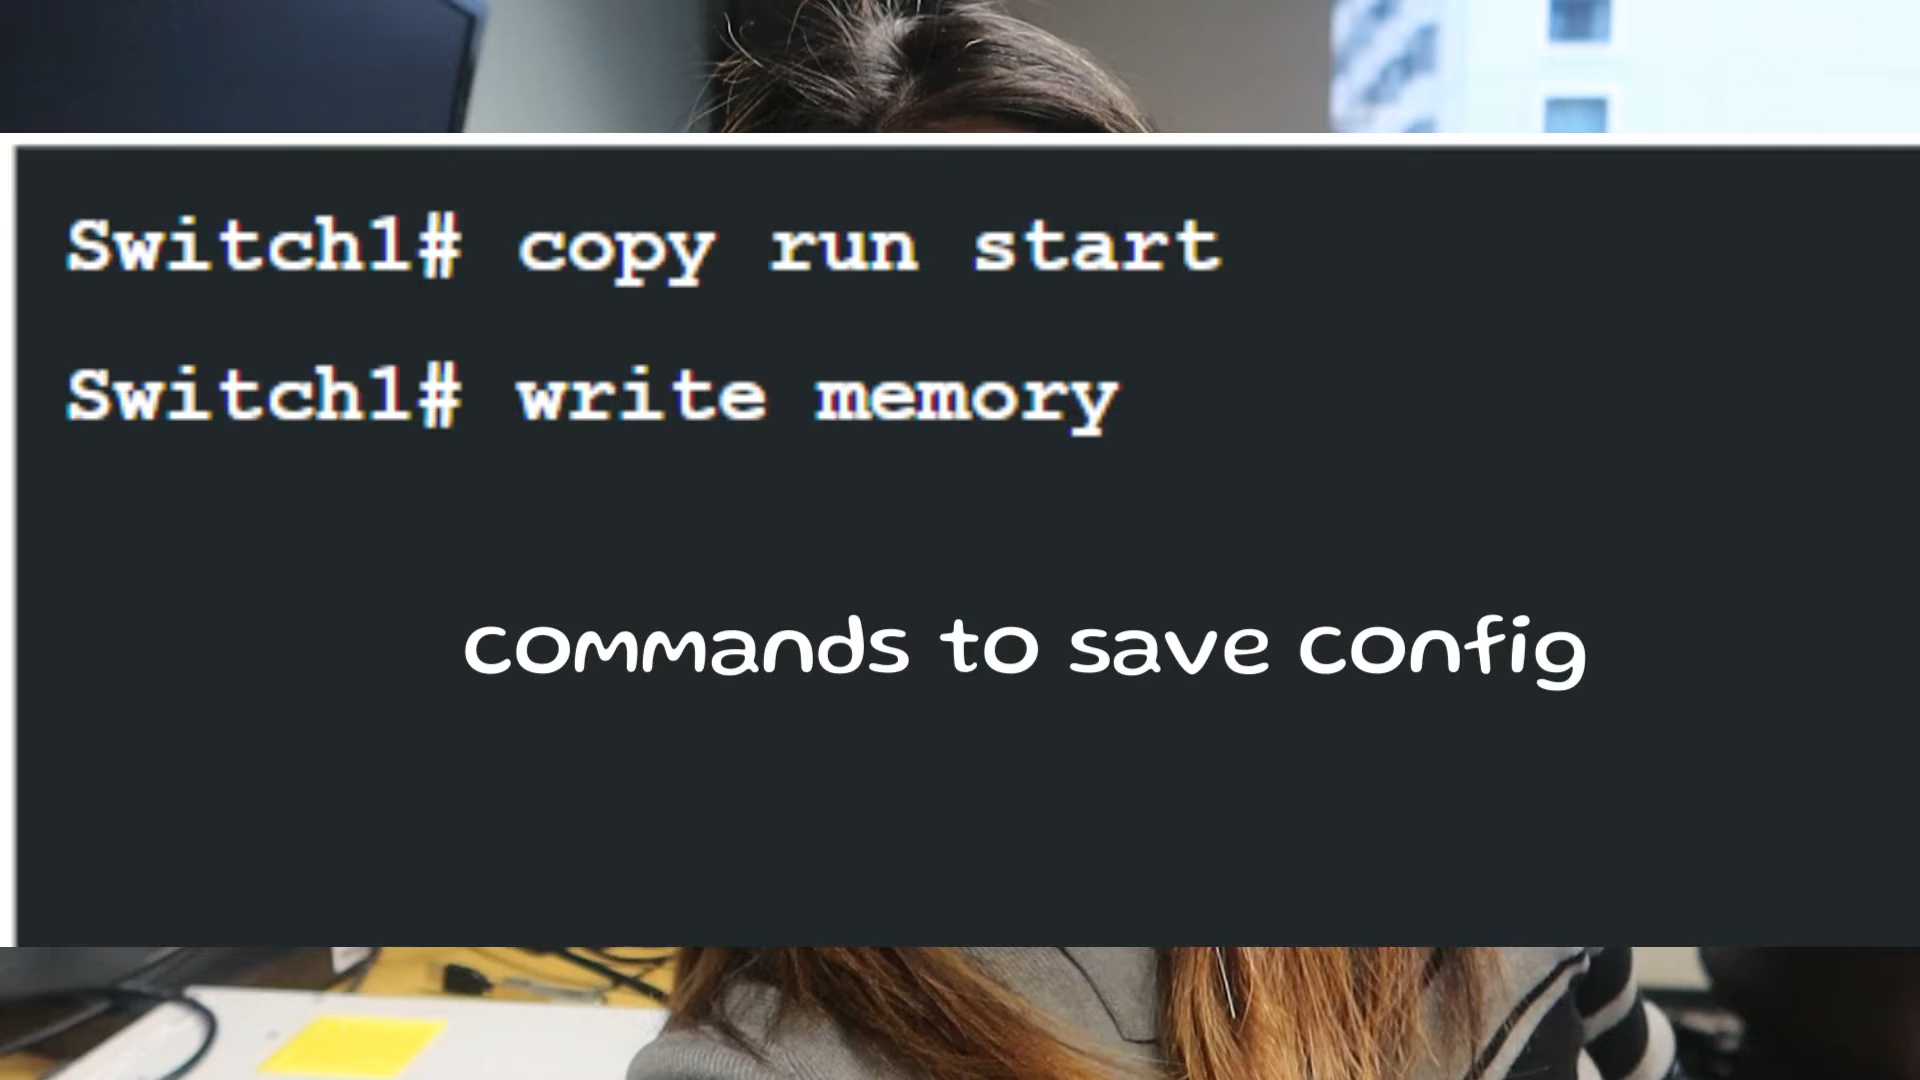 Switch1# copy run start
Switch1# write memory
commands to save config